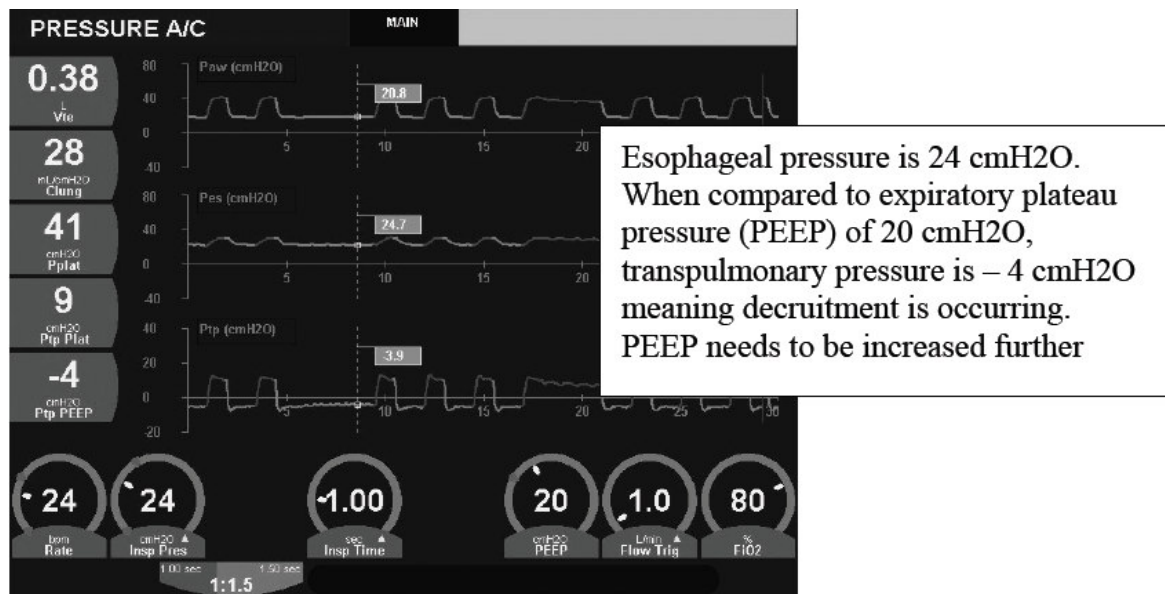 PRESSURE A/C
MAIN
0.38
L
Vte
28
mL/cmH2O
Clung
41
cmH2O
Pplat
9
cmH2O
Ptp Plat
-4
cmH2O
Ptp PEEP
80
Paw (cmH2O)
40
20.8
0
5
10
15
20
-40
80
Pes (cmH2O)
40
24.7
0
-40
40
Ptp (cmH2O)
20
-3.9
0
5
10
15
20
25
30
-20
Esophageal pressure is 24 cmH2O.
When compared to expiratory plateau
pressure (PEEP) of 20 cmH2O,
transpulmonary pressure is – 4 cmH2O
meaning decruitment is occurring.
PEEP needs to be increased further
24
bpm
Rate
24
cmH2O
Insp Pres
1.00
sec
Insp Time
20
cmH2O
PEEP
1.0
L/min
Flow Trig
80
%
FiO2
1.00 sec
1.50 sec
1:1.5